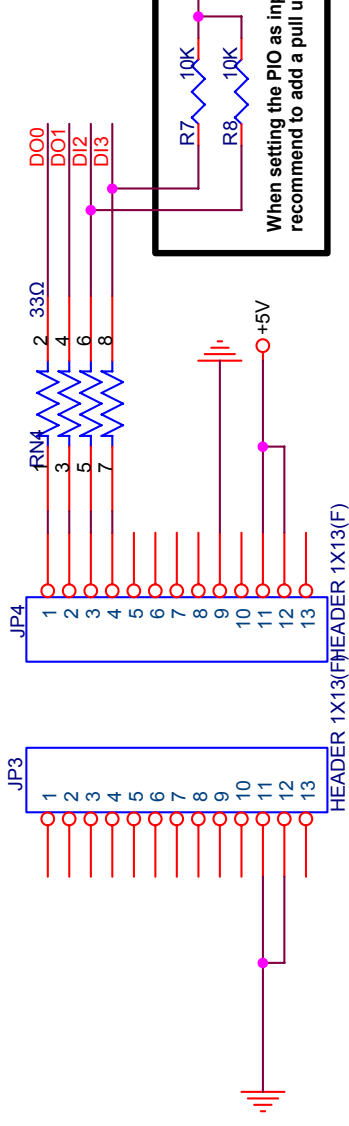 JP3
1
2
3
4
5
6
7
8
9
10
11
12
13
HEADER 1X13(F)
JP4
1
2
3
4
5
6
7
8
9
10
11
12
13
HEADER 1X13(F)
RN4
33Ω
1
2
3
4
5
6
7
8
DO0
DO1
DI2
DI3
+5V
R7
10K
R8
10K
When setting the PIO as inp
recommend to add a pull u